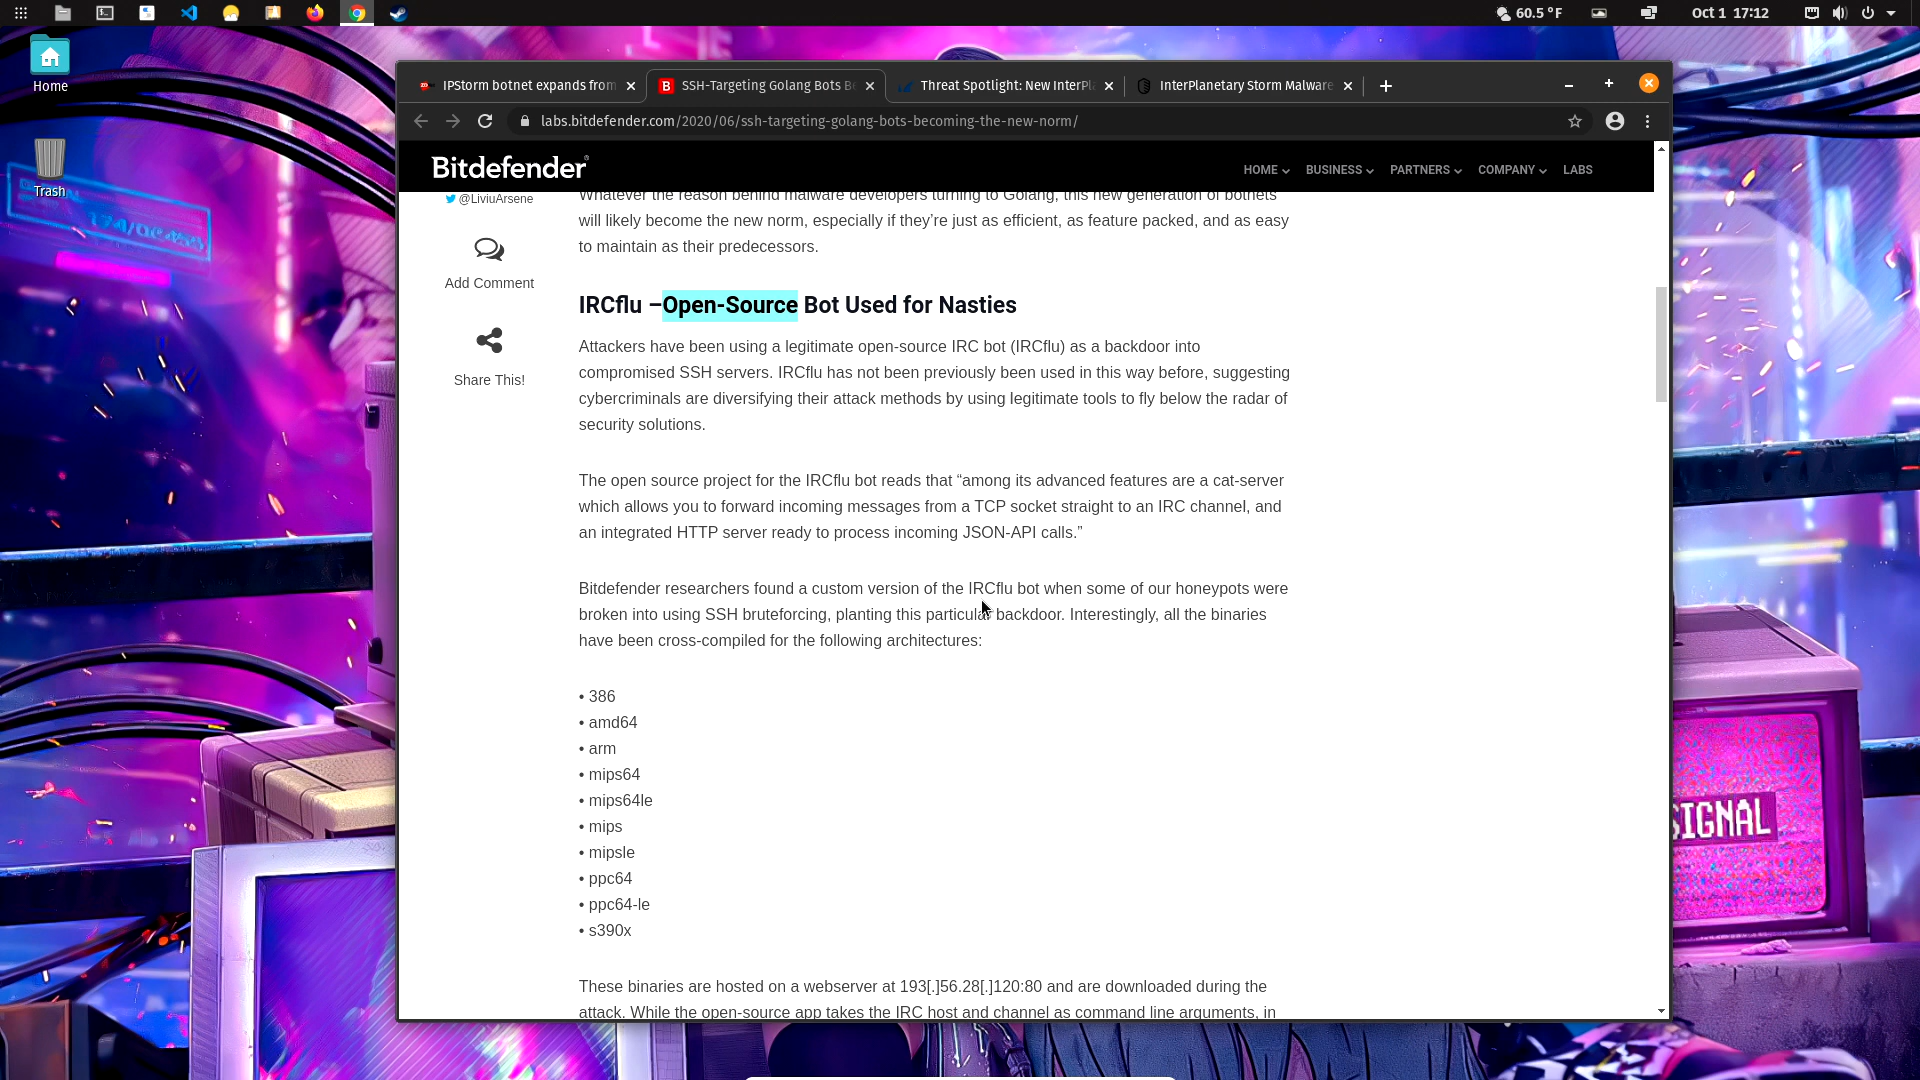 60.5 °F
Oct 1 17:12
Home
Trash
IPStorm botnet expands from
SSH-Targeting Golang Bots Be
Threat Spotlight: New InterPla
InterPlanetary Storm Malware
labs.bitdefender.com/2020/06/ssh-targeting-golang-bots-becoming-the-new-norm/
Bitdefender®
HOME
BUSINESS
PARTNERS
COMPANY
LABS
@LiviuArsene
Add Comment
Share This!
Whatever the reason behind malware developers turning to Golang, this new generation of botnets
will likely become the new norm, especially if they’re just as efficient, as feature packed, and as easy
to maintain as their predecessors.
IRCflu –Open-Source Bot Used for Nasties
Attackers have been using a legitimate open-source IRC bot (IRCflu) as a backdoor into
compromised SSH servers. IRCflu has not been previously been used in this way before, suggesting
cybercriminals are diversifying their attack methods by using legitimate tools to fly below the radar of
security solutions.
The open source project for the IRCflu bot reads that “among its advanced features are a cat-server
which allows you to forward incoming messages from a TCP socket straight to an IRC channel, and
an integrated HTTP server ready to process incoming JSON-API calls.”
Bitdefender researchers found a custom version of the IRCflu bot when some of our honeypots were
broken into using SSH bruteforcing, planting this particular backdoor. Interestingly, all the binaries
have been cross-compiled for the following architectures:
• 386
• amd64
• arm
• mips64
• mips64le
• mips
• mipsle
• ppc64
• ppc64-le
• s390x
These binaries are hosted on a webserver at 193[.]56.28[.]120:80 and are downloaded during the
attack. While the open-source app takes the IRC host and channel as command line arguments, in
SIGNAL